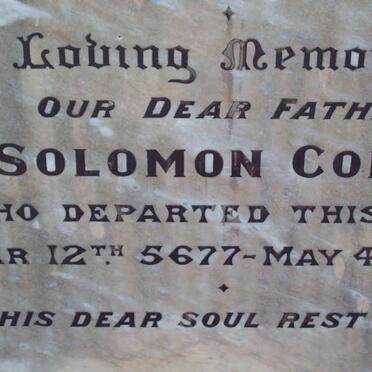 Loving Memo
OUR DEAR FATH
SOLOMON CO
HO DEPARTED THIS
AR 12TH 5677-MAY 4
HIS DEAR SOUL REST